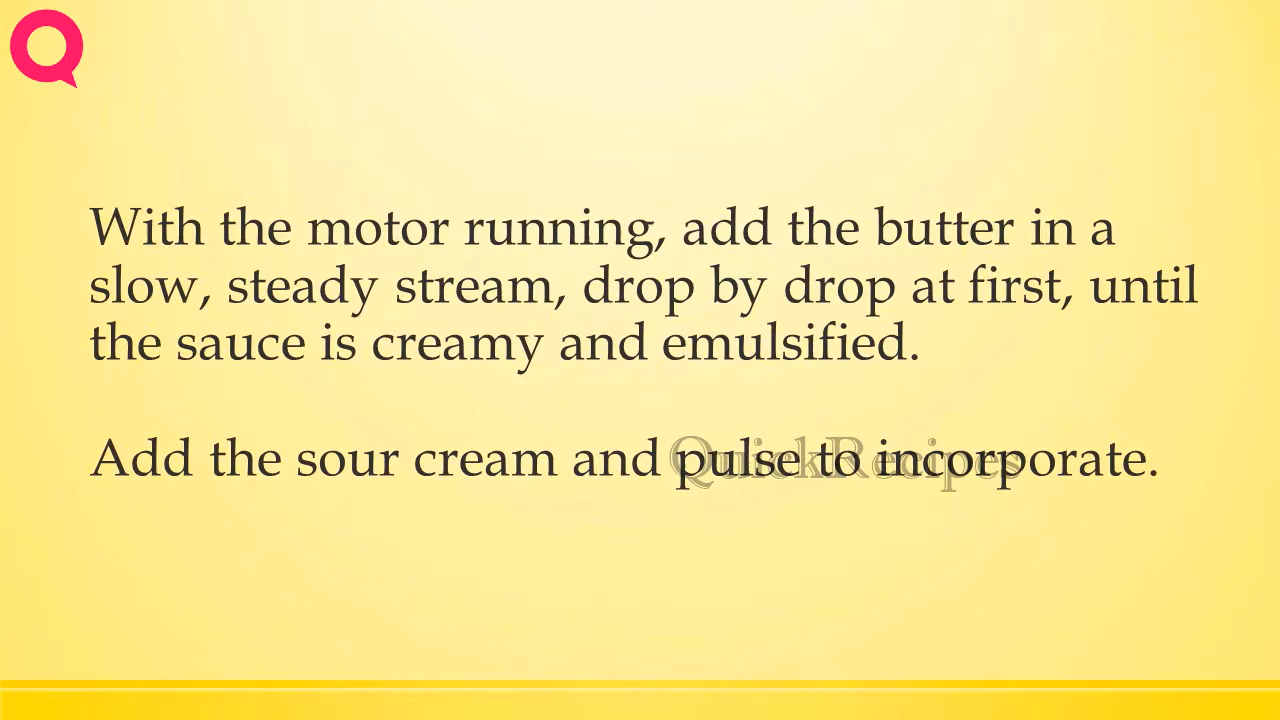 With the motor running, add the butter in a
slow, steady stream, drop by drop at first, until
the sauce is creamy and emulsified.
Add the sour cream and pulse to incorporate.
QuickRecipes